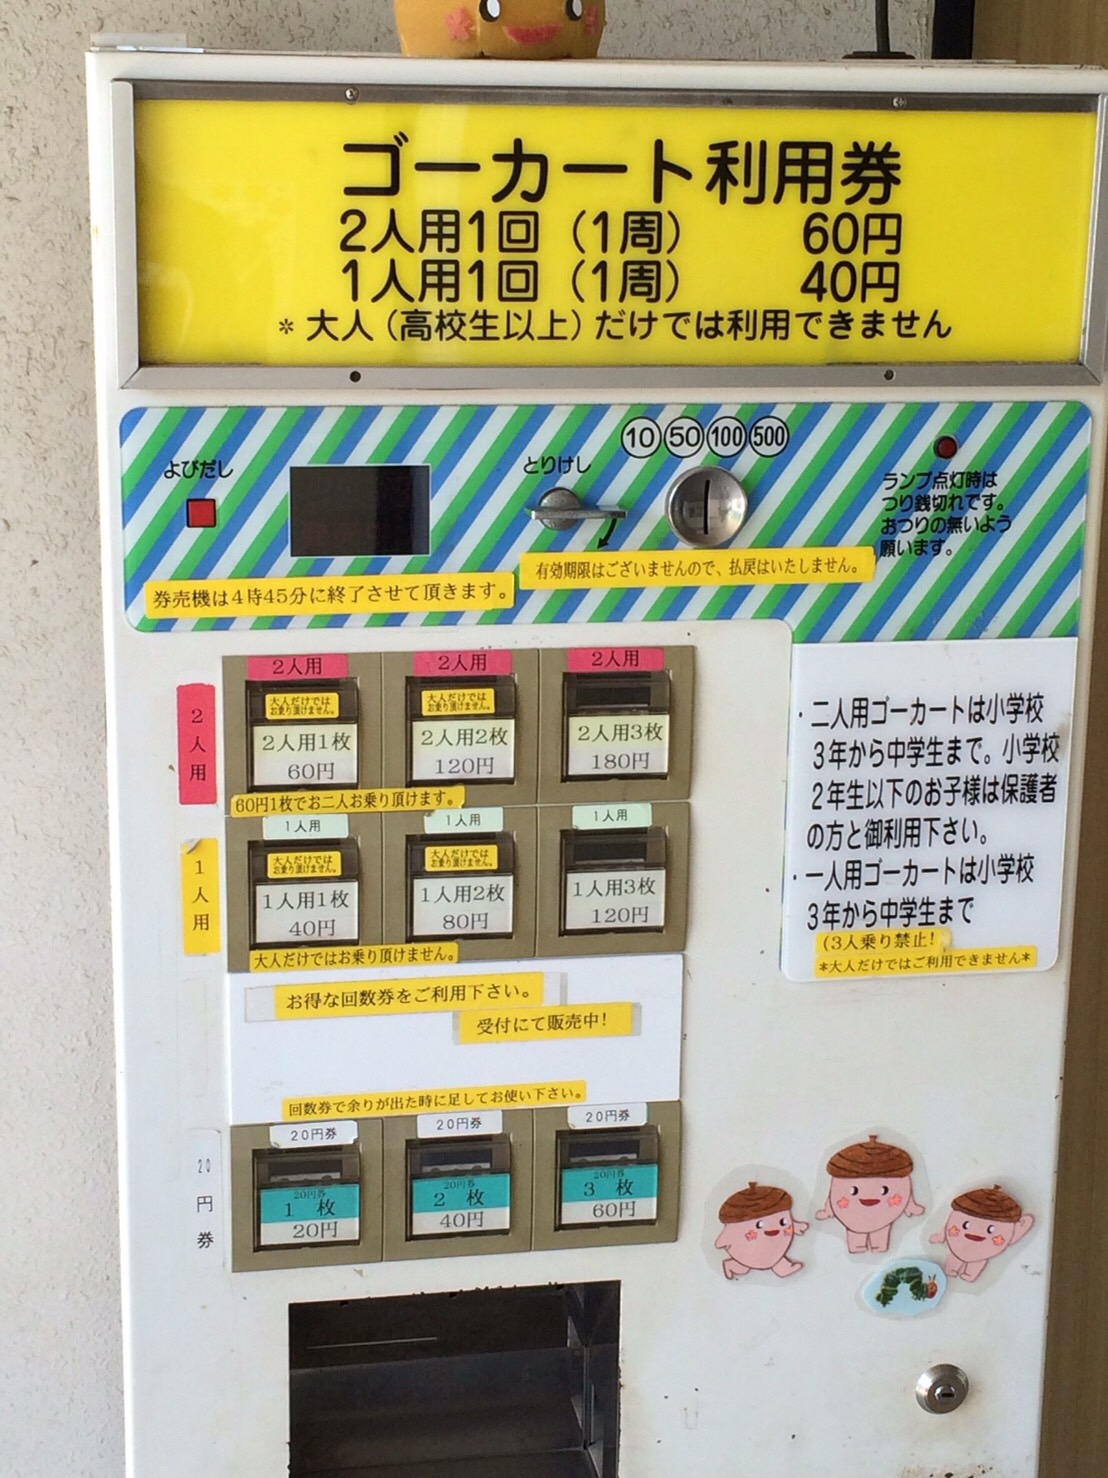 ゴーカート利用券
2人用1回（1周） 60円
1人用1回（1周） 40円
＊大人（高校生以上）だけでは利用できません
よびだし
とりけし
10 50 100 500
ランプ点灯時は
つり銭切れです。
おつりの無いよう
願います。
有効期限はございませんので、払戻はいたしません。
券売機は4時45分に終了させて頂きます。
2人用
2人用 2人用 2人用
大人だけでは
お乗り頂けません。
大人だけでは
お乗り頂けません。
2人用1枚
60円
2人用2枚
120円
2人用3枚
180円
60円1枚でお二人お乗り頂けます。
1人用
1人用 1人用 1人用
大人だけでは
お乗り頂けません。
大人だけでは
お乗り頂けません。
1人用1枚
40円
1人用2枚
80円
1人用3枚
120円
大人だけではお乗り頂けません。
・二人用ゴーカートは小学校
3年から中学生まで。小学校
2年生以下のお子様は保護者
の方と御利用下さい。
・一人用ゴーカートは小学校
3年から中学生まで
(3人乗り禁止!
*大人だけではご利用できません*
お得な回数券をご利用下さい。
受付にて販売中!
回数券で余りが出た時に足してお使い下さい。
20円券
20円券 20円券 20円券
20円券
1 枚
20円
20円券
2 枚
40円
20円券
3 枚
60円